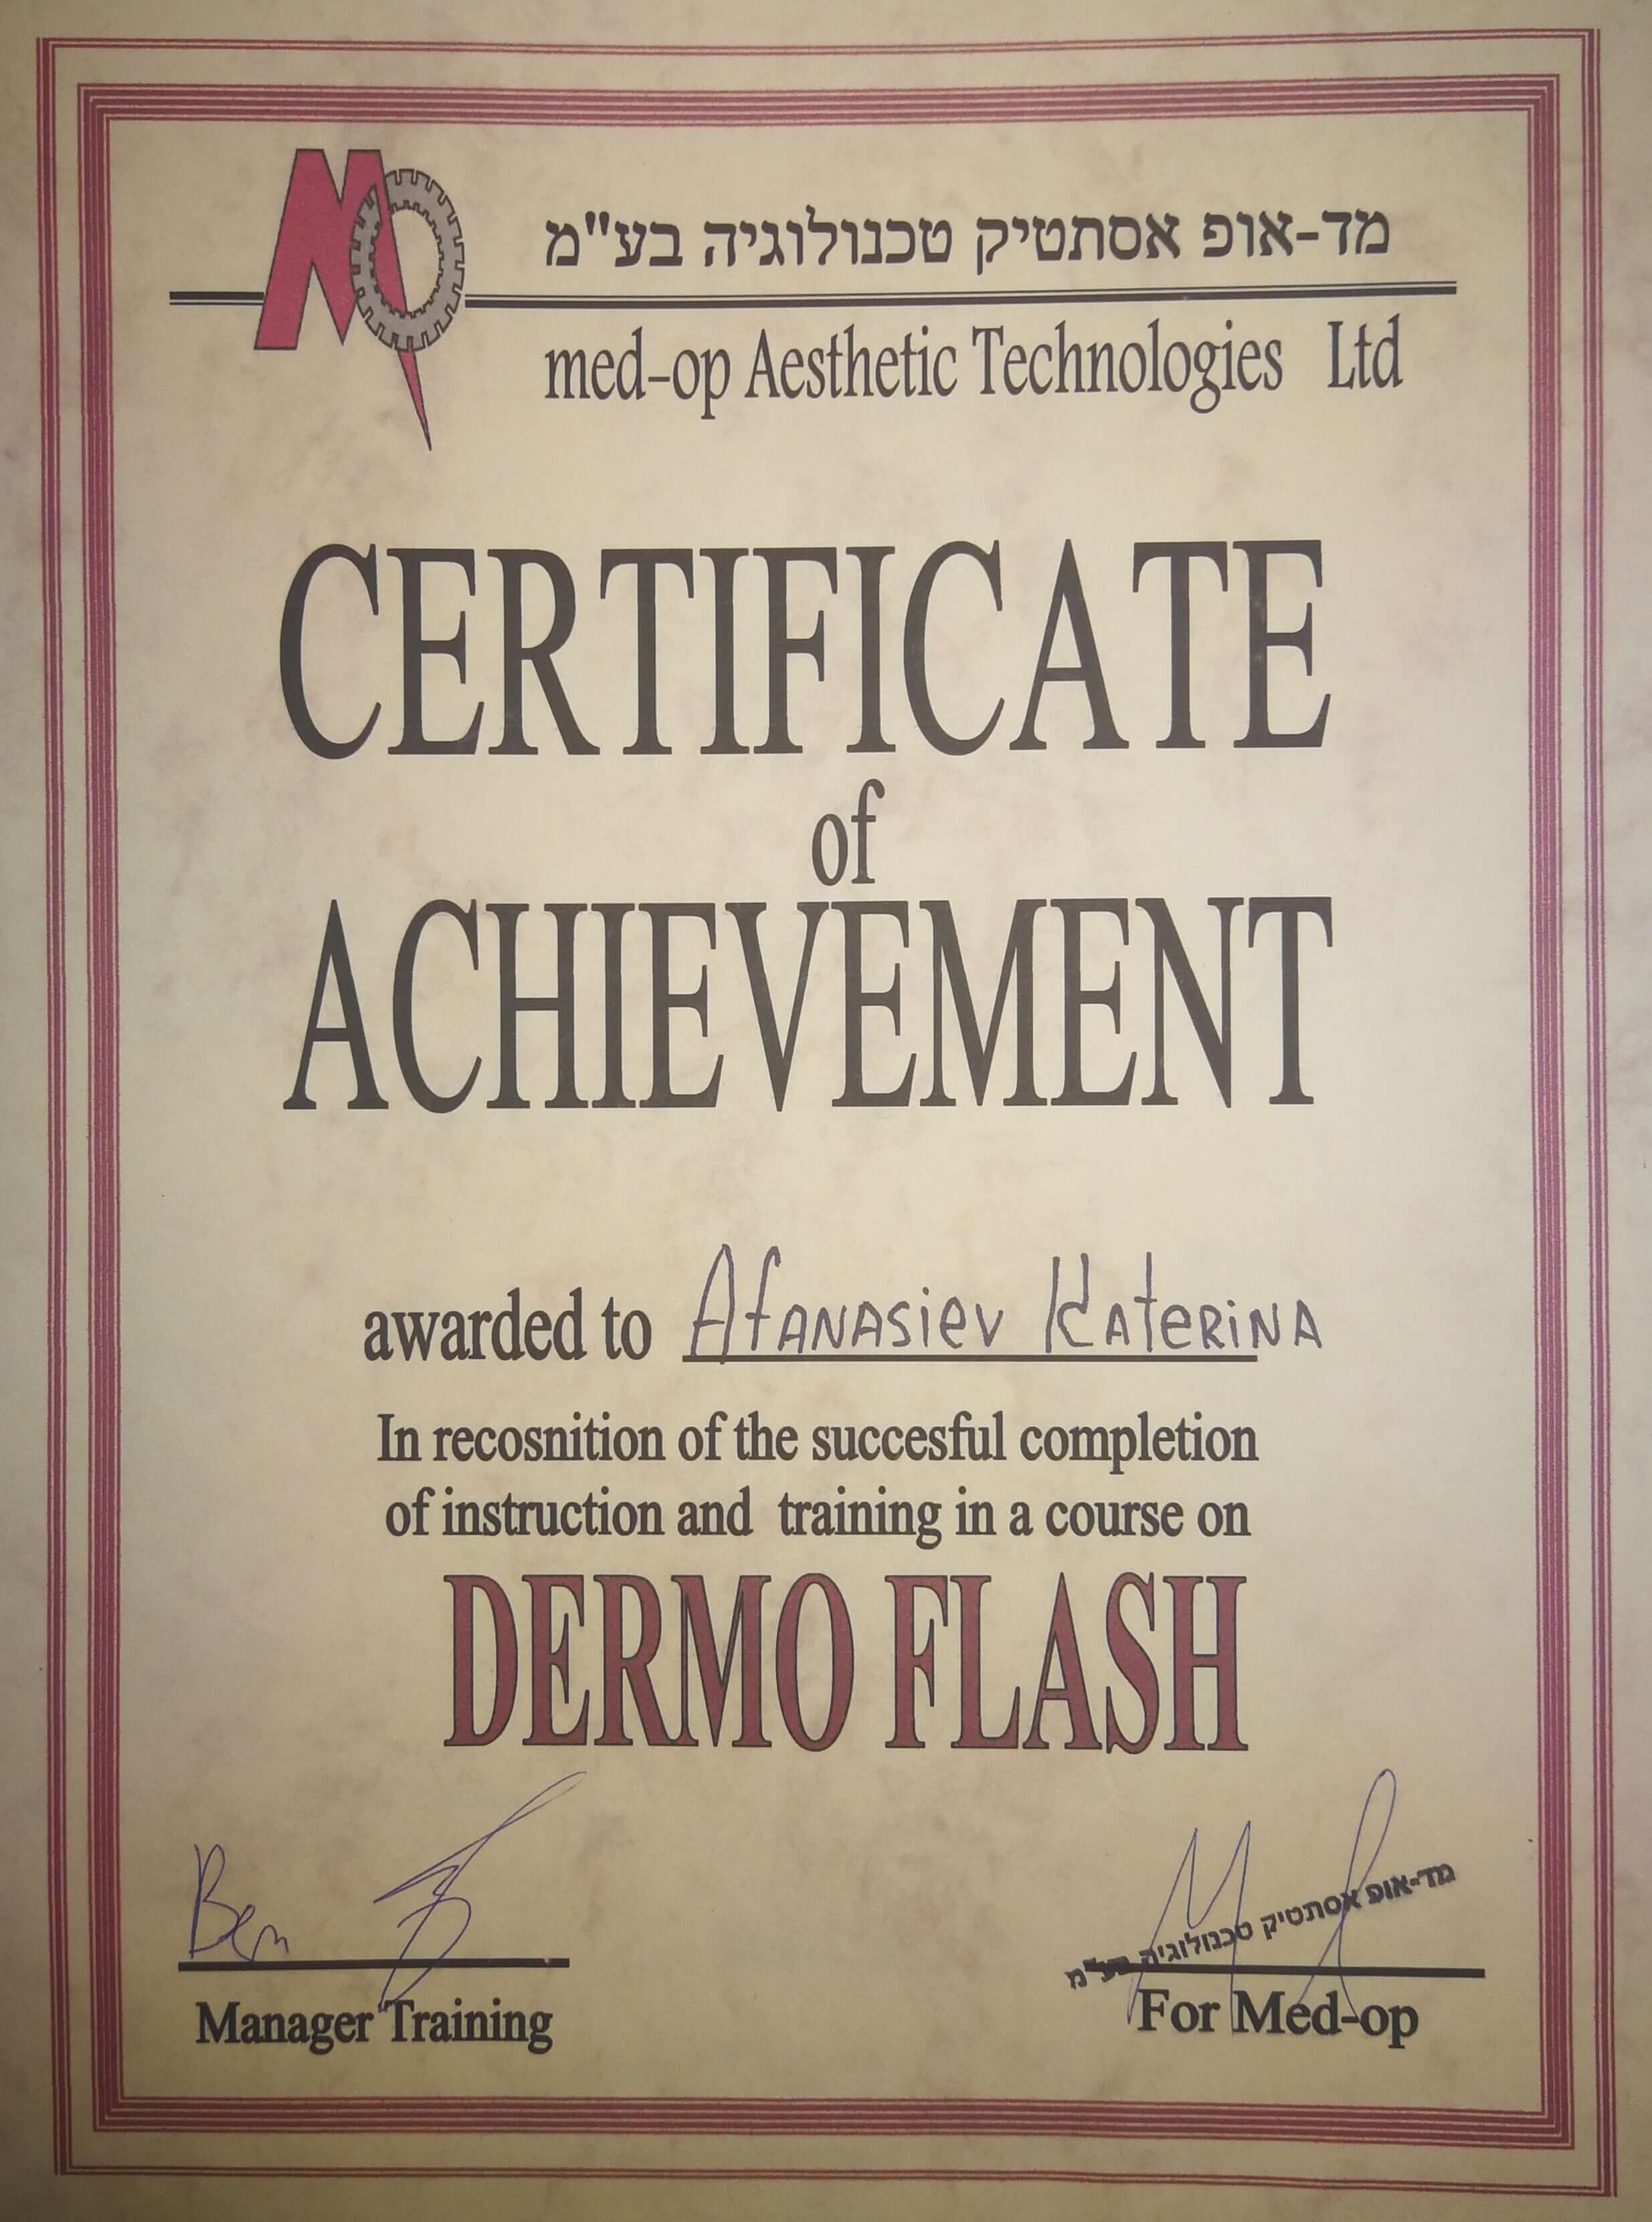 מד-אופ אסתטיק טכנולוגיה בע"מ
med-op Aesthetic Technologies Ltd
CERTIFICATE
of
ACHIEVEMENT
awarded to Afanasiev Katerina
In recosnition of the succesful completion
of instruction and training in a course on
DERMO FLASH
Ben
מד-אופ אסתטיק טכנולוגיה בע"מ
Manager Training
For Med-op